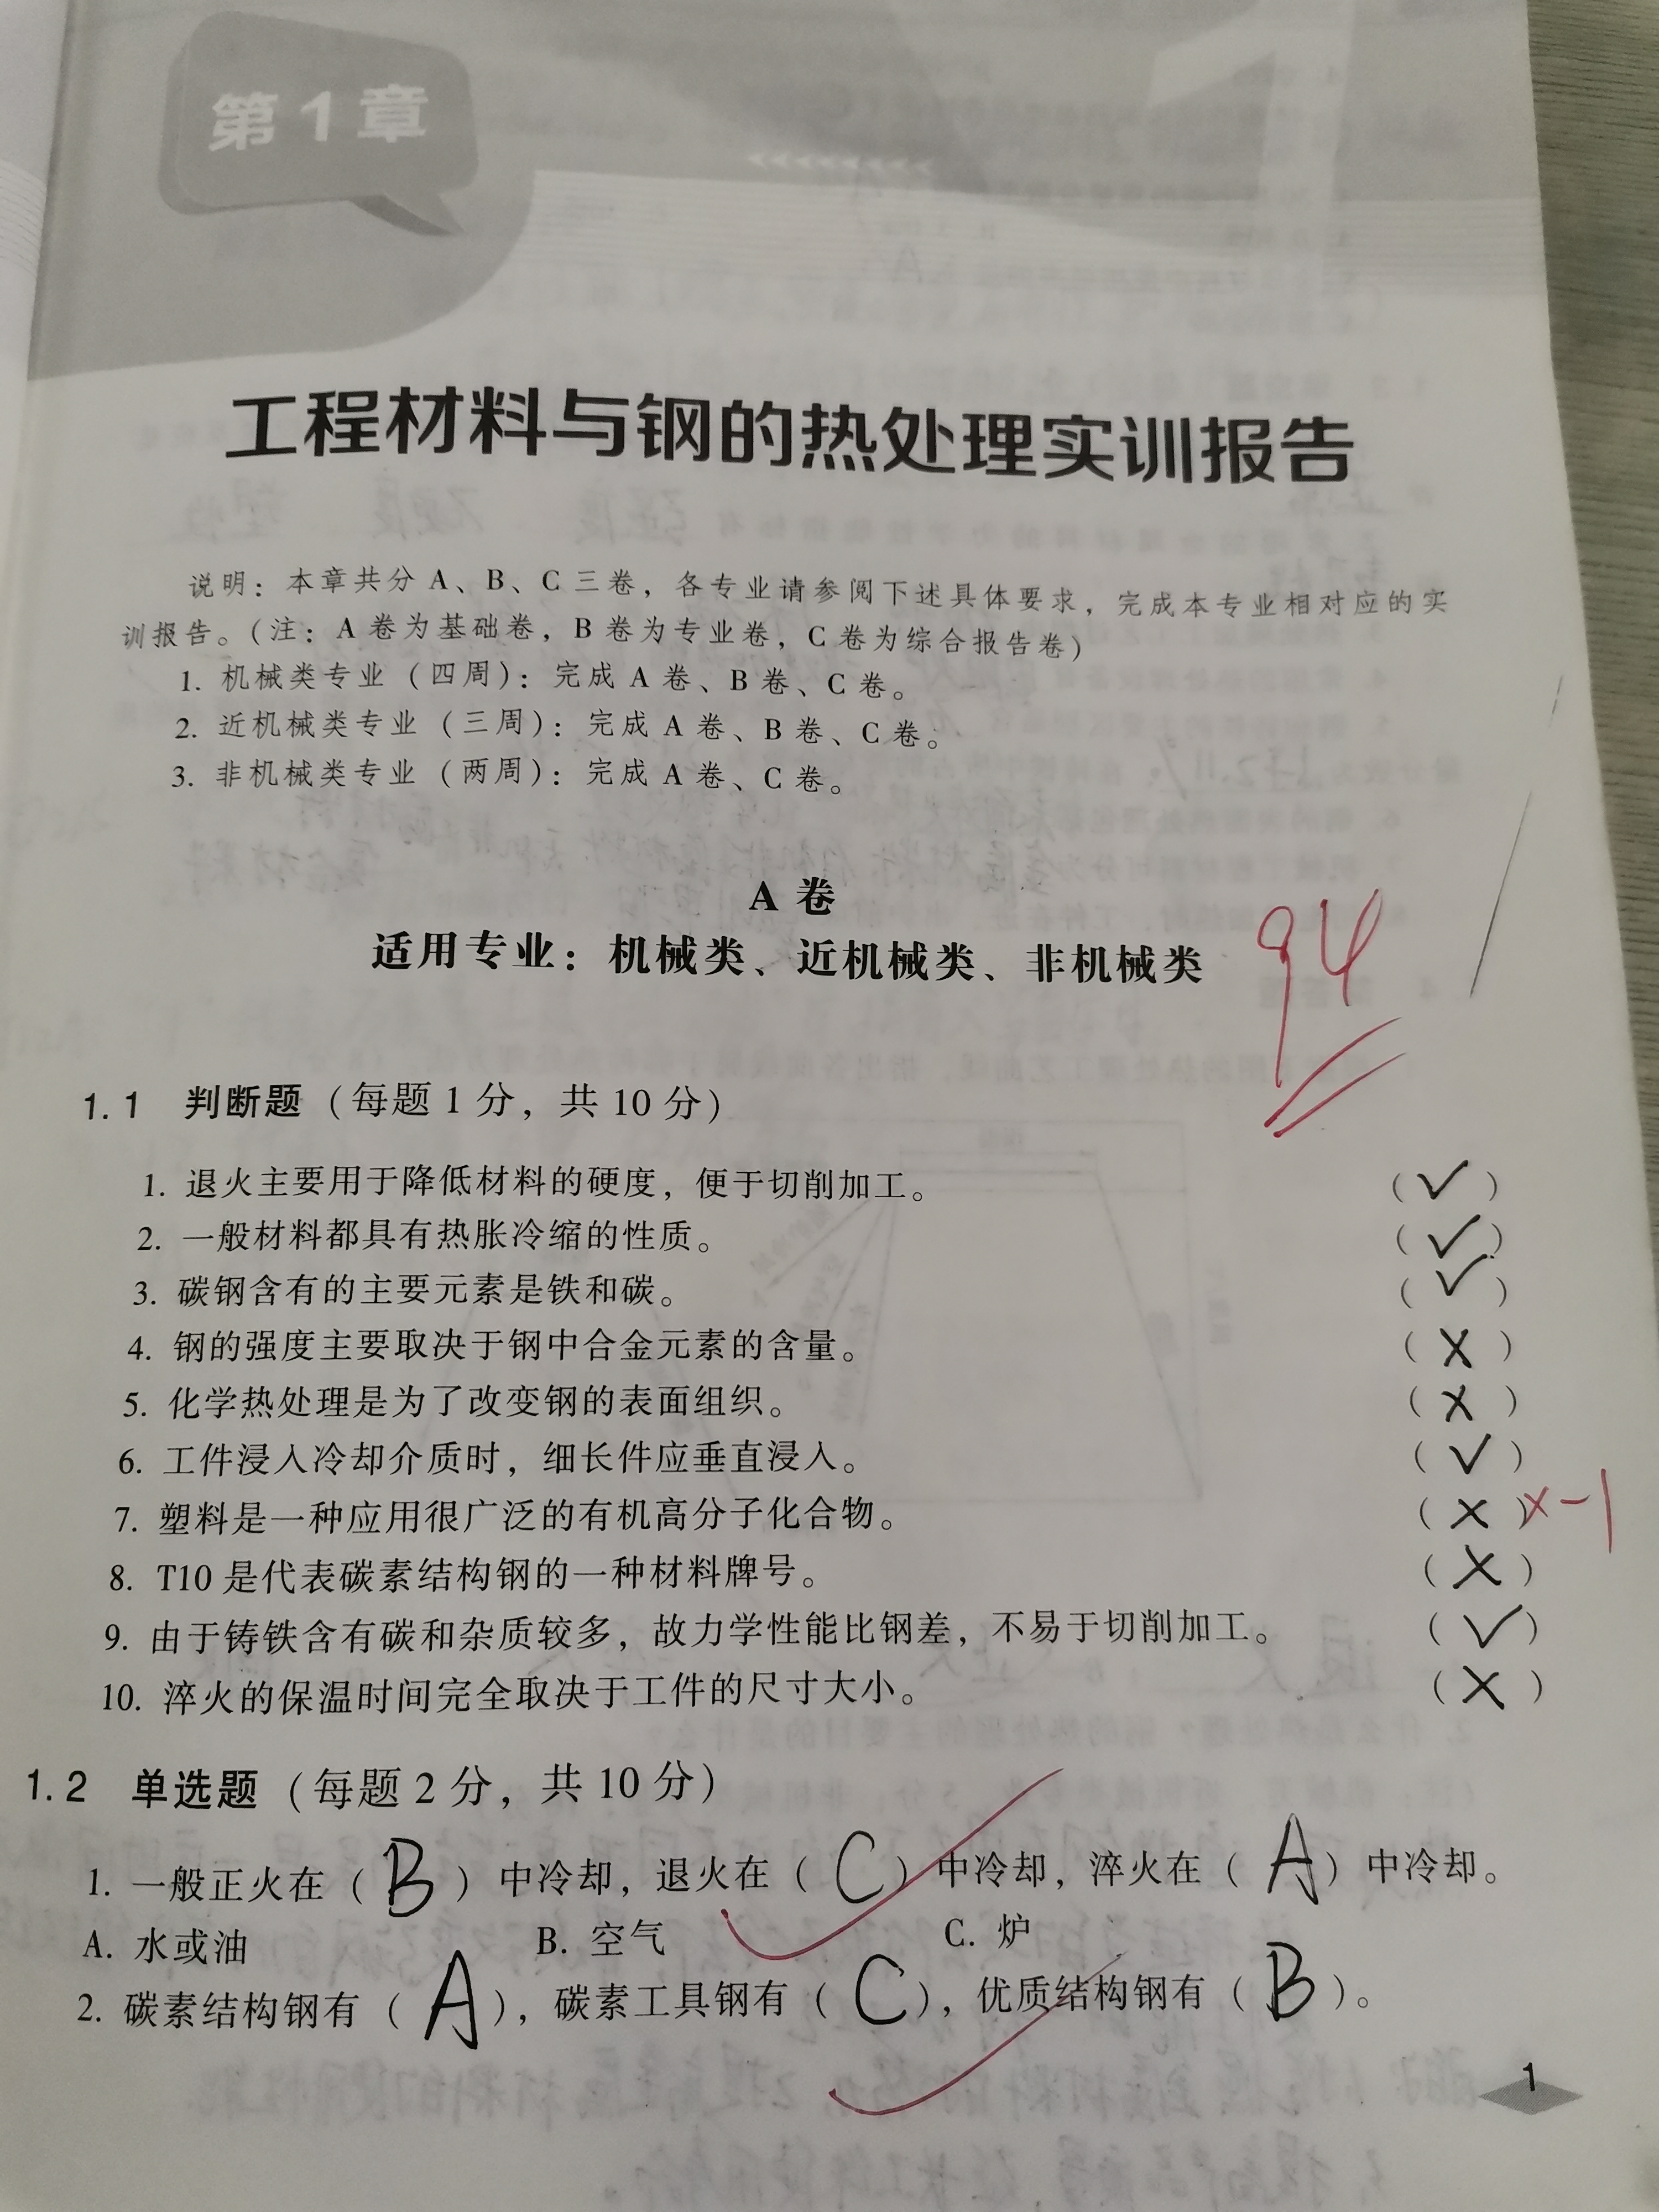 第1章
1
工程材料与钢的热处理实训报告
说明：本章共分 A、B、C 三卷，各专业请参阅下述具体要求，完成本专业相对应的实
训报告。(注：A 卷为基础卷，B 卷为专业卷，C 卷为综合报告卷)
1. 机械类专业（四周）：完成 A 卷、B 卷、C 卷。
2. 近机械类专业（三周）：完成 A 卷、B 卷、C 卷。
3. 非机械类专业（两周）：完成 A 卷、C 卷。
A 卷
适用专业：机械类、近机械类、非机械类
94
1.1 判断题（每题 1 分，共 10 分）
1. 退火主要用于降低材料的硬度，便于切削加工。（✓）
2. 一般材料都具有热胀冷缩的性质。（✓）
3. 碳钢含有的主要元素是铁和碳。（✓）
4. 钢的强度主要取决于钢中合金元素的含量。（×）
5. 化学热处理是为了改变钢的表面组织。（×）
6. 工件浸入冷却介质时，细长件应垂直浸入。（✓）
7. 塑料是一种应用很广泛的有机高分子化合物。（×）×-1
8. T10 是代表碳素结构钢的一种材料牌号。（×）
9. 由于铸铁含有碳和杂质较多，故力学性能比钢差，不易于切削加工。（✓）
10. 淬火的保温时间完全取决于工件的尺寸大小。（×）
1.2 单选题（每题 2 分，共 10 分）
1. 一般正火在（B）中冷却，退火在（C）中冷却，淬火在（A）中冷却。
A. 水或油 B. 空气 C. 炉
2. 碳素结构钢有（A），碳素工具钢有（C），优质结构钢有（B）。
1